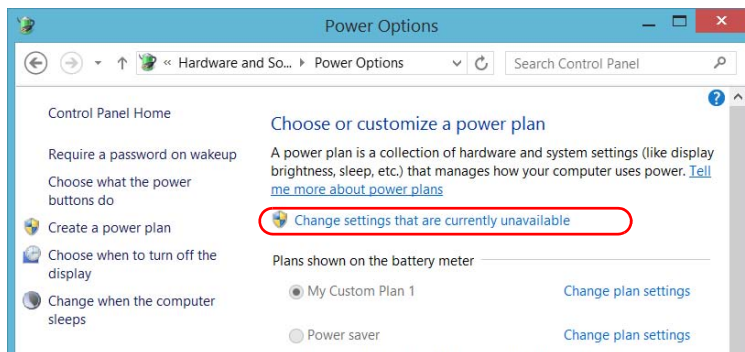 Power Options
« Hardware and So... ▸ Power Options
Search Control Panel
Control Panel Home
Require a password on wakeup
Choose what the power
buttons do
Create a power plan
Choose when to turn off the
display
Change when the computer
sleeps
Choose or customize a power plan
A power plan is a collection of hardware and system settings (like display
brightness, sleep, etc.) that manages how your computer uses power. Tell
me more about power plans
Change settings that are currently unavailable
Plans shown on the battery meter
My Custom Plan 1 Change plan settings
Power saver Change plan settings